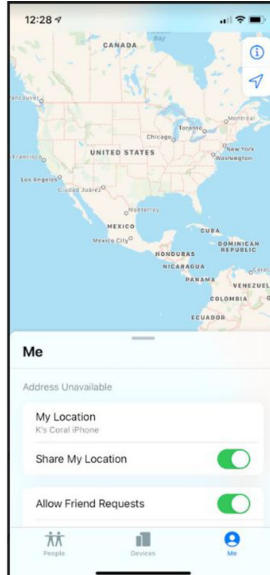 12:28
CANADA
Bay
Vancouver
Montreal
Toronto
Chicago
New York
Washington
UNITED STATES
Los Angeles
Ciudad Juárez
Monterrey
MEXICO
Mexico City
CUBA
DOMINICAN
REPUBLIC
HONDURAS
NICARAGUA
PANAMA
VENEZUEL
COLOMBIA
ECUADOR
Me
Address Unavailable
My Location
K's Coral iPhone
Share My Location
Allow Friend Requests
People
Devices
Me